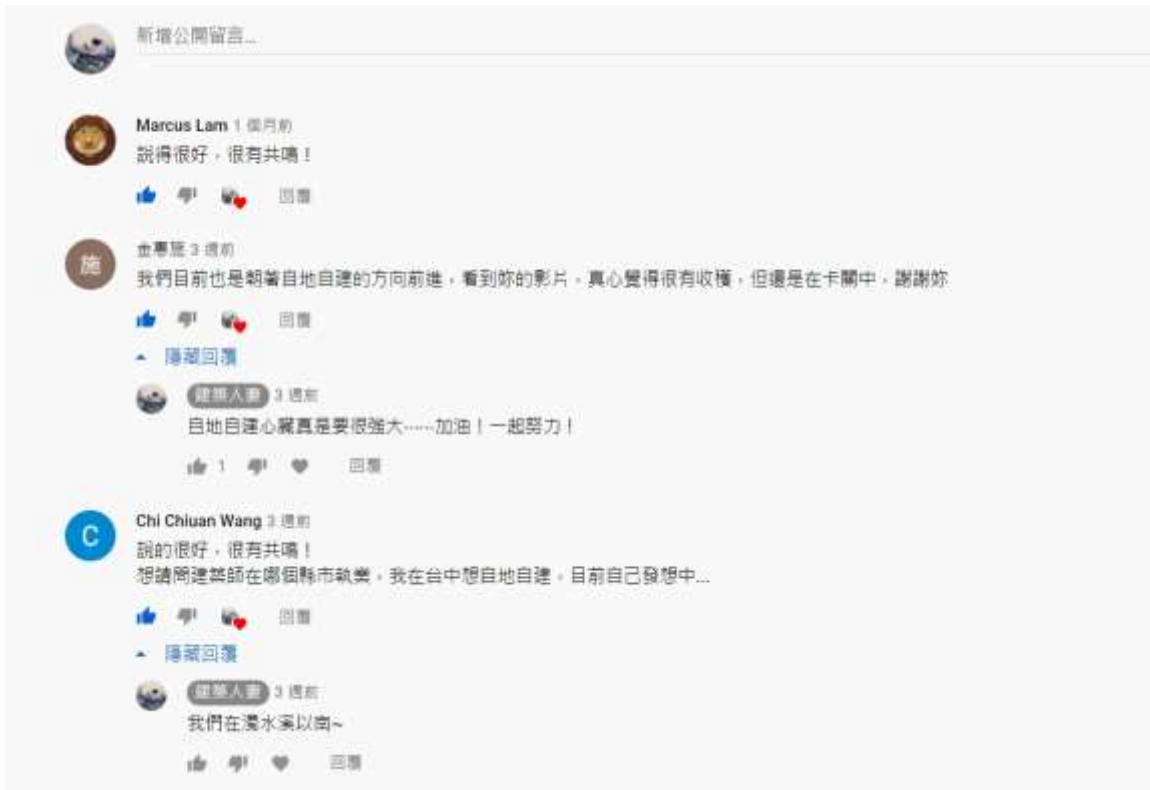 新增公開留言...
Marcus Lam 1 個月前
說得很好，很有共鳴！
回覆
金專施 3 週前
施
我們目前也是朝著自地自建的方向前進，看到妳的影片，真心覺得很有收穫，但還是在卡關中，謝謝妳
回覆
隱藏回覆
建築人妻 3 週前
自地自建心臟真是要很強大⋯⋯加油！一起努力！
1 回覆
Chi Chiuan Wang 3 週前
C
說的很好，很有共鳴！
想請問建築師在哪個縣市執業，我在台中想自地自建，目前自己發想中...
回覆
隱藏回覆
建築人妻 3 週前
我們在濁水溪以南~
回覆